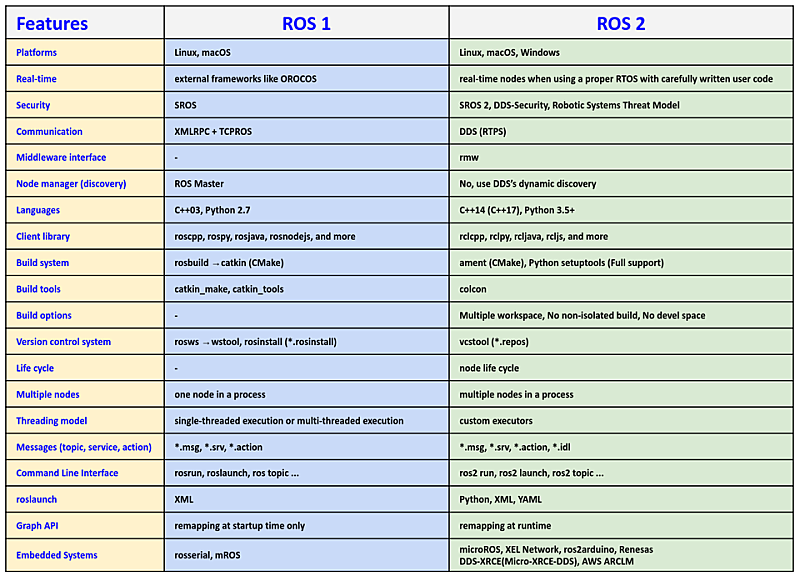 Features ROS 1 ROS 2
Platforms Linux, macOS Linux, macOS, Windows
Real-time external frameworks like OROCOS real-time nodes when using a proper RTOS with carefully written user code
Security SROS SROS 2, DDS-Security, Robotic Systems Threat Model
Communication XMLRPC + TCPROS DDS (RTPS)
Middleware interface - rmw
Node manager (discovery) ROS Master No, use DDS's dynamic discovery
Languages C++03, Python 2.7 C++14 (C++17), Python 3.5+
Client library roscpp, rospy, rosjava, rosnodejs, and more rclcpp, rclpy, rcljava, rcljs, and more
Build system rosbuild →catkin (CMake) ament (CMake), Python setuptools (Full support)
Build tools catkin_make, catkin_tools colcon
Build options - Multiple workspace, No non-isolated build, No devel space
Version control system rosws →wstool, rosinstall (*.rosinstall) vcstool (*.repos)
Life cycle - node life cycle
Multiple nodes one node in a process multiple nodes in a process
Threading model single-threaded execution or multi-threaded execution custom executors
Messages (topic, service, action) *.msg, *.srv, *.action *.msg, *.srv, *.action, *.idl
Command Line Interface rosrun, roslaunch, ros topic ... ros2 run, ros2 launch, ros2 topic ...
roslaunch XML Python, XML, YAML
Graph API remapping at startup time only remapping at runtime
Embedded Systems rosserial, mROS microROS, XEL Network, ros2arduino, Renesas
DDS-XRCE(Micro-XRCE-DDS), AWS ARCLM